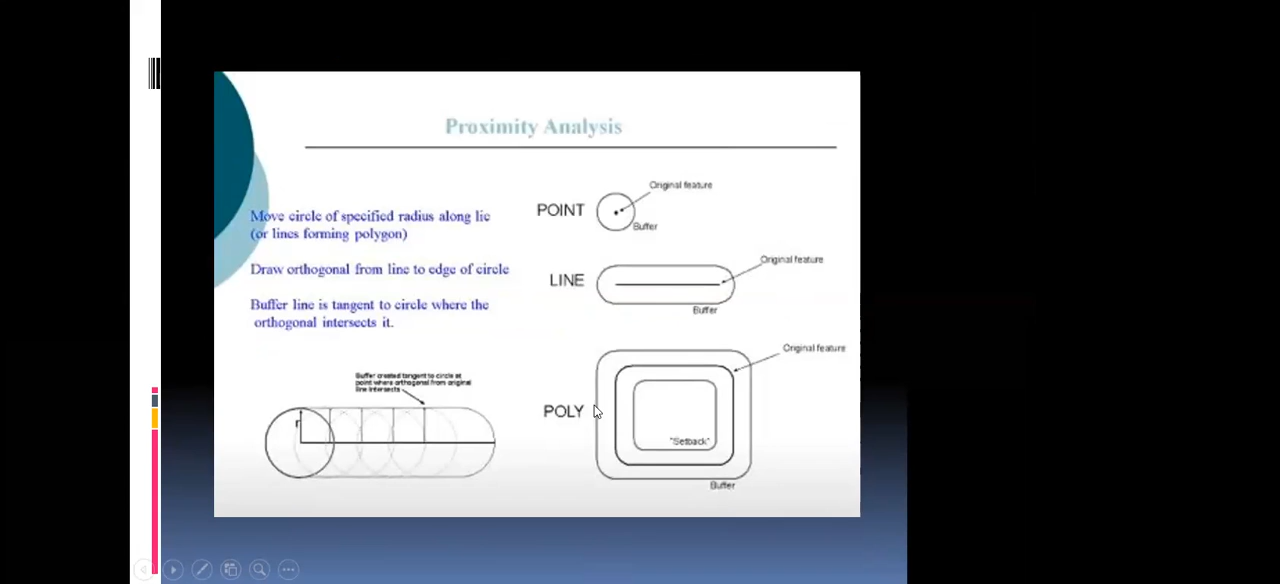 Proximity Analysis
Move circle of specified radius along lie
(or lines forming polygon)
Draw orthogonal from line to edge of circle
Buffer line is tangent to circle where the
orthogonal intersects it.
Buffer created tangent to circle at
point where orthogonal from original
line intersects
r
POINT
Original feature
Buffer
LINE
Original feature
Buffer
POLY
Original feature
"Setback"
Buffer